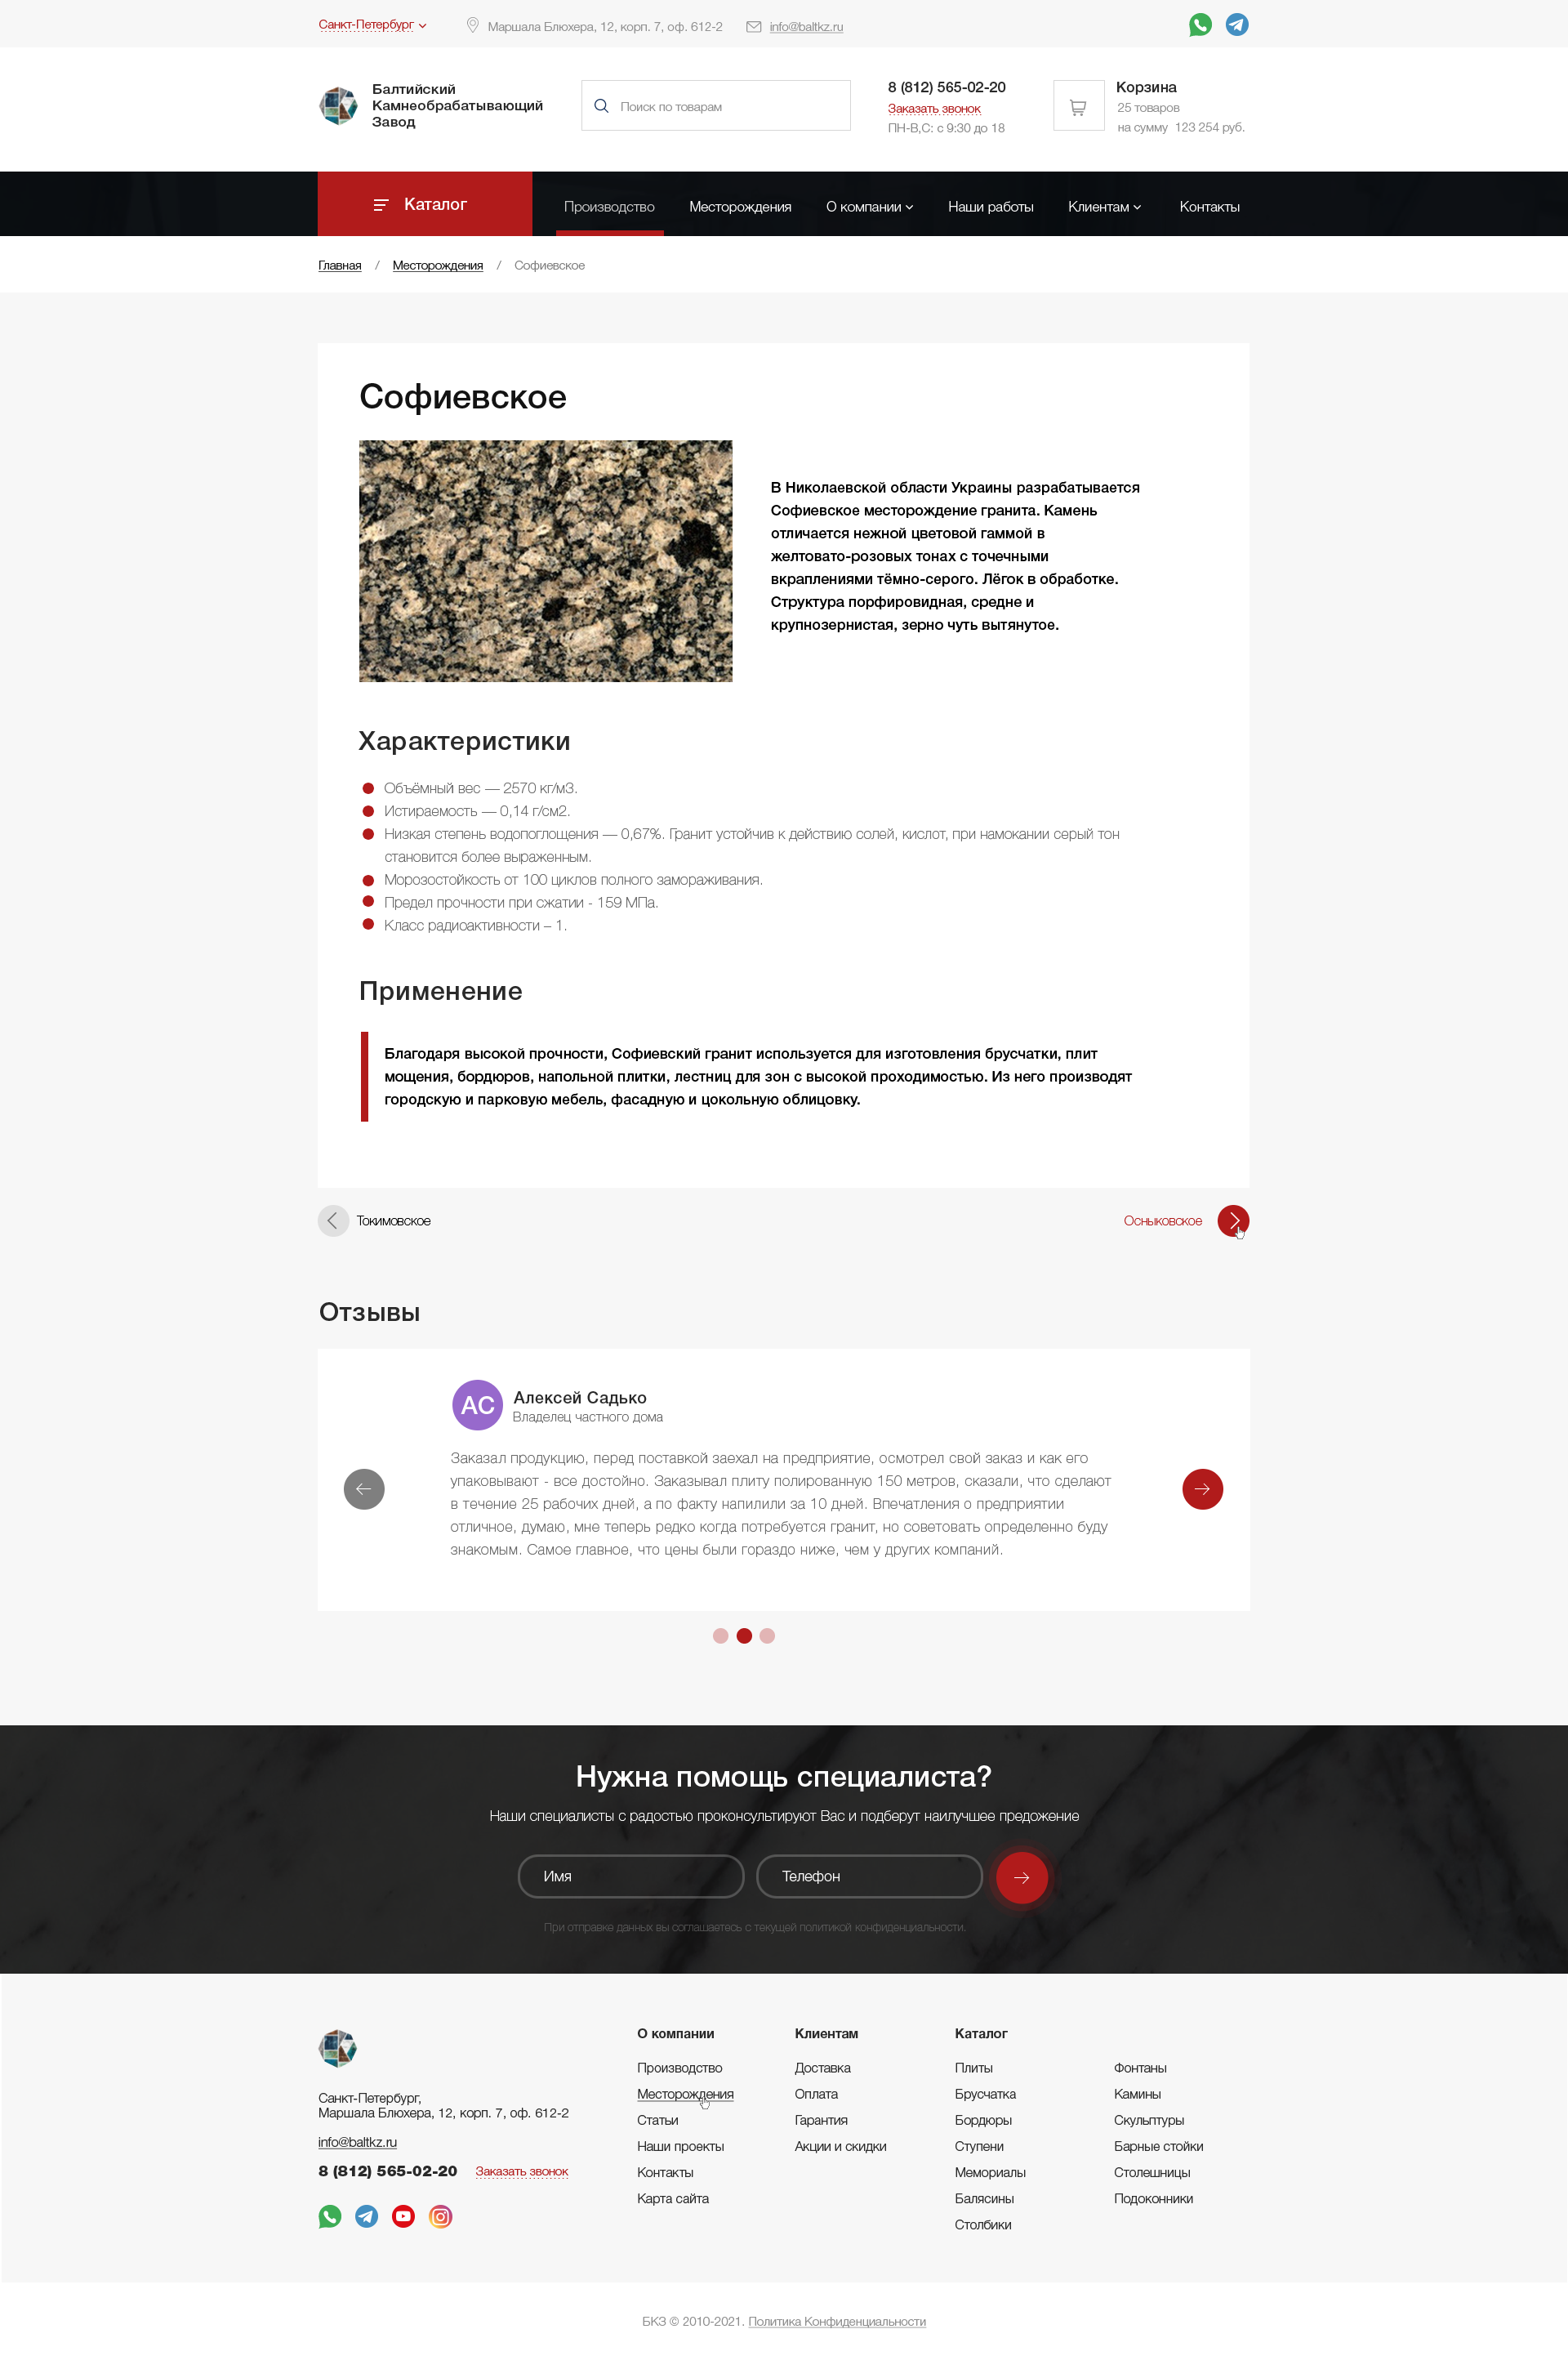 Санкт-Петербург
Маршала Блюхера, 12, корп. 7, оф. 612-2
info@baltkz.ru
Балтийский
Камнеобрабатывающий
Завод
Поиск по товарам
8 (812) 565-02-20
Заказать звонок
ПН-В,С: с 9:30 до 18
Корзина
25 товаров
на сумму 123 254 руб.
Каталог
Производство
Месторождения
О компании
Наши работы
Клиентам
Контакты
Главная / Месторождения / Софиевское
Софиевское
В Николаевской области Украины разрабатывается
Софиевское месторождение гранита. Камень
отличается нежной цветовой гаммой в
желтовато-розовых тонах с точечными
вкраплениями тёмно-серого. Лёгок в обработке.
Структура порфировидная, средне и
крупнозернистая, зерно чуть вытянутое.
Характеристики
Объёмный вес — 2570 кг/м3.
Истираемость — 0,14 г/см2.
Низкая степень водопоглощения — 0,67%. Гранит устойчив к действию солей, кислот, при намокании серый тон
становится более выраженным.
Морозостойкость от 100 циклов полного замораживания.
Предел прочности при сжатии - 159 МПа.
Класс радиоактивности – 1.
Применение
Благодаря высокой прочности, Софиевский гранит используется для изготовления брусчатки, плит
мощения, бордюров, напольной плитки, лестниц для зон с высокой проходимостью. Из него производят
городскую и парковую мебель, фасадную и цокольную облицовку.
Токимовское
Осныковское
Отзывы
АС
Алексей Садько
Владелец частного дома
Заказал продукцию, перед поставкой заехал на предприятие, осмотрел свой заказ и как его
упаковывают - все достойно. Заказывал плиту полированную 150 метров, сказали, что сделают
в течение 25 рабочих дней, а по факту напилили за 10 дней. Впечатления о предприятии
отличное, думаю, мне теперь редко когда потребуется гранит, но советовать определенно буду
знакомым. Самое главное, что цены были гораздо ниже, чем у других компаний.
Нужна помощь специалиста?
Наши специалисты с радостью проконсультируют Вас и подберут наилучшее предожение
Имя
Телефон
При отправке данных вы соглашаетесь с текущей политикой конфиденциальности.
Санкт-Петербург,
Маршала Блюхера, 12, корп. 7, оф. 612-2
info@baltkz.ru
8 (812) 565-02-20
Заказать звонок
О компании
Производство
Месторождения
Статьи
Наши проекты
Контакты
Карта сайта
Клиентам
Доставка
Оплата
Гарантия
Акции и скидки
Каталог
Плиты
Брусчатка
Бордюры
Ступени
Мемориалы
Балясины
Столбики
Фонтаны
Камины
Скульптуры
Барные стойки
Столешницы
Подоконники
БКЗ © 2010-2021. Политика Конфиденциальности